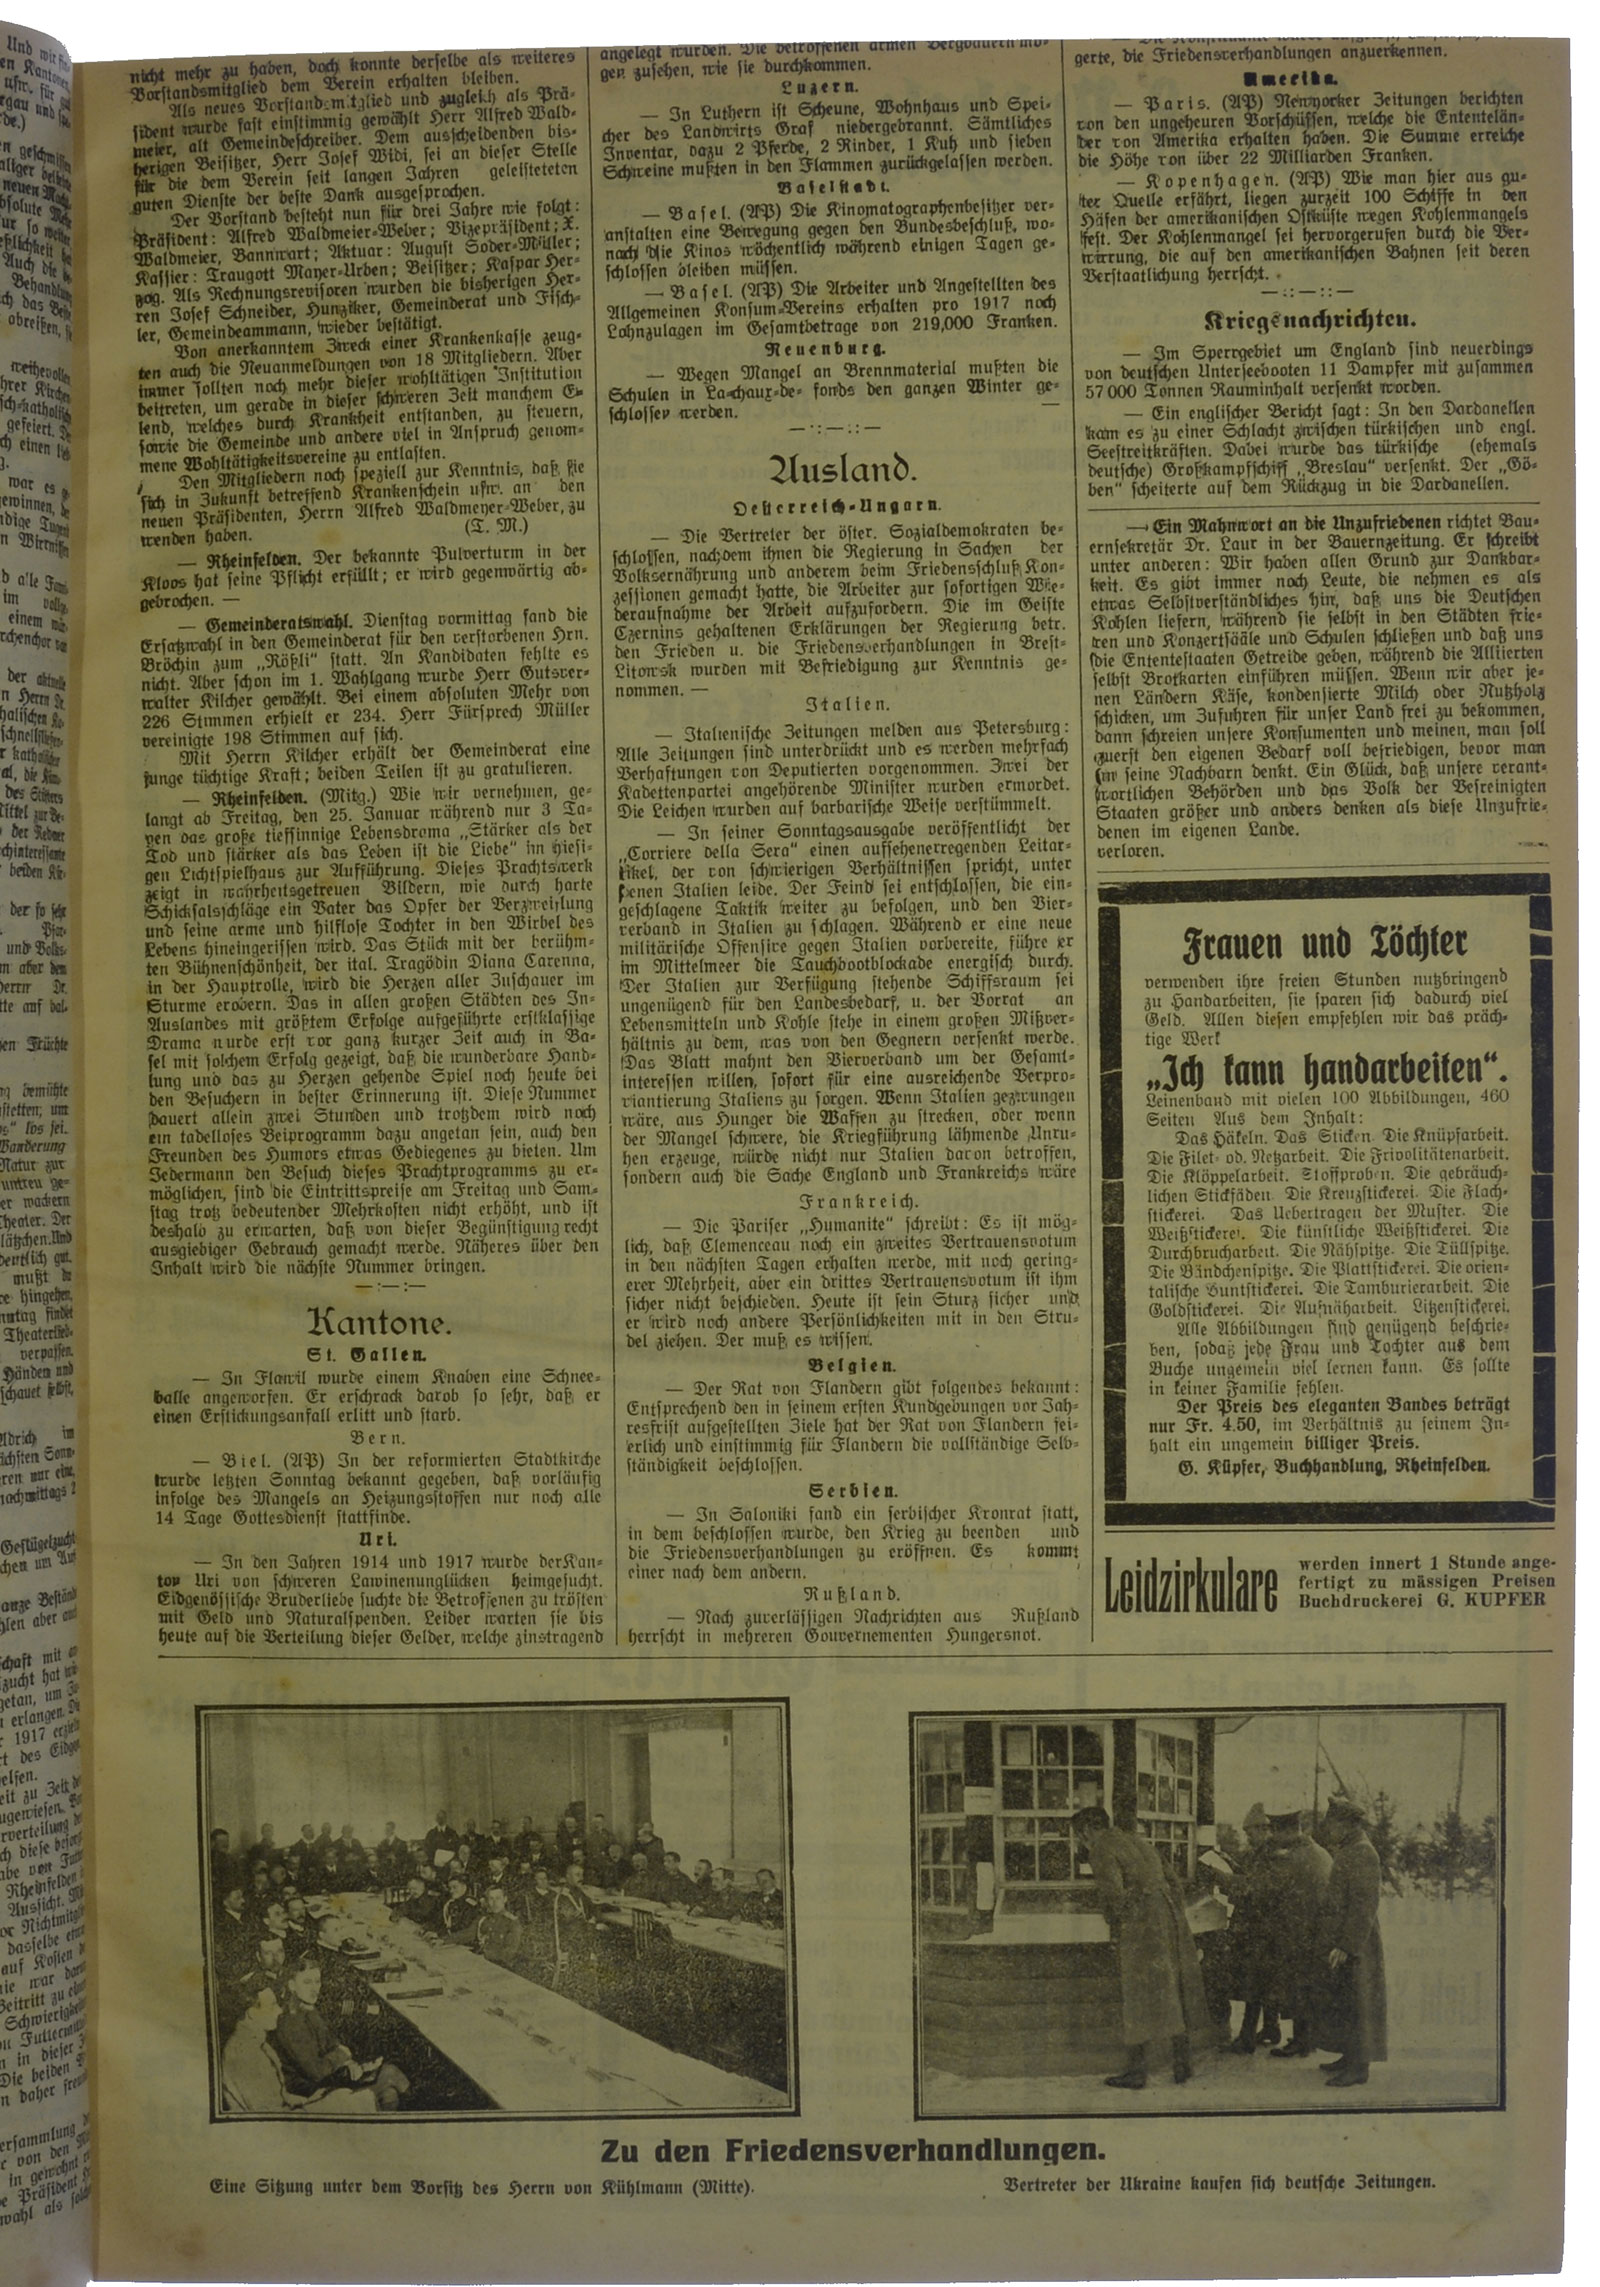 nicht mehr zu haben, doch konnte derselbe als weiteres
Vorstandsmitglied dem Verein erhalten bleiben.
Als neues Vorstandsmitglied und zugleich als Prä-
sident wurde fast einstimmig gewählt Herr Alfred Wald-
meier, alt Gemeindeschreiber. Dem ausscheidenden bis-
herigen Beisitzer, Herr Josef Widi, sei an dieser Stelle
für die dem Verein seit langen Jahren geleisteteten
guten Dienste der beste Dank ausgesprochen.
Der Vorstand besteht nun für drei Jahre wie folgt:
Präsident: Alfred Waldmeier-Weber; Vizepräsident; X.
Waldmeier, Bannwart; Aktuar: August Soder-Müller;
Kassier: Traugott Mayer-Urben; Beisitzer; Kaspar Her-
zog. Als Rechnungsrevisoren wurden die bisherigen Her-
ren Josef Schneider, Hunziker, Gemeinderat und Fisch-
ler, Gemeindeammann, wieder bestätigt.
Von anerkanntem Zweck einer Krankenkasse zeug-
ten auch die Neuanmeldungen von 18 Mitgliedern. Aber
immer sollten noch mehr dieser wohltätigen Institution
beitreten, um gerade in dieser schweren Zeit manchem E-
lend, welches durch Krankheit entstanden, zu steuern,
sowie die Gemeinde und andere viel in Anspruch genom-
mene Wohltätigkeitsvereine zu entlasten.
Den Mitgliedern noch speziell zur Kenntnis, daß sie
sich in Zukunft betreffend Krankenschein usw. an den
neuen Präsidenten, Herrn Alfred Waldmeyer-Weber, zu
wenden haben. (T. M.)
— Rheinfelden. Der bekannte Pulverturm in der
Kloos hat seine Pflicht erfüllt; er wird gegenwärtig ab-
gebrochen. —
— Gemeinderatswahl. Dienstag vormittag fand die
Ersatzwahl in den Gemeinderat für den verstorbenen Hrn.
Bröchin zum „Rößli“ statt. An Kandidaten fehlte es
nicht. Aber schon im 1. Wahlgang wurde Herr Gutsver-
walter Kilcher gewählt. Bei einem absoluten Mehr von
226 Stimmen erhielt er 234. Herr Fürsprech Müller
vereinigte 198 Stimmen auf sich.
Mit Herrn Kilcher erhält der Gemeinderat eine
junge tüchtige Kraft; beiden Teilen ist zu gratulieren.
— Rheinfelden. (Mitg.) Wie wir vernehmen, ge-
langt ab Freitag, den 25. Januar während nur 3 Ta-
gen das große tiefsinnige Lebensdrama „Stärker als der
Tod und stärker als das Leben ist die Liebe“ im hiesi-
gen Lichtspielhaus zur Aufführung. Dieses Prachtswerk
zeigt in wahrheitsgetreuen Bildern, wie durch harte
Schicksalsschläge ein Vater das Opfer der Verzweiflung
und seine arme und hilflose Tochter in den Wirbel des
Lebens hineingerissen wird. Das Stück mit der berühm-
ten Bühnenschönheit, der ital. Tragödin Diana Carenna,
in der Hauptrolle, wird die Herzen aller Zuschauer im
Sturme erobern. Das in allen großen Städten des In-
Auslandes mit größtem Erfolge aufgeführte erstklassige
Drama wurde erst vor ganz kurzer Zeit auch in Ba-
sel mit solchem Erfolg gezeigt, daß die wunderbare Hand-
lung und das zu Herzen gehende Spiel noch heute bei
den Besuchern in bester Erinnerung ist. Diese Nummer
dauert allein zwei Stunden und trotzdem wird noch
ein tadelloses Beiprogramm dazu angetan sein, auch den
Freunden des Humors etwas Gediegenes zu bieten. Um
Jedermann den Besuch dieses Prachtprogramms zu er-
möglichen, sind die Eintrittspreise am Freitag und Sam-
stag trotz bedeutender Mehrkosten nicht erhöht, und ist
deshalb zu erwarten, daß von dieser Begünstigung recht
ausgiebiger Gebrauch gemacht werde. Näheres über den
Inhalt wird die nächste Nummer bringen.
—:—:—
Kantone.
St. Gallen.
— In Flawil wurde einem Knaben eine Schnee-
balle angeworfen. Er erschrack darob so sehr, daß er
einen Erstickungsanfall erlitt und starb.
Bern.
— Biel. (AP) In der reformierten Stadtkirche
wurde letzten Sonntag bekannt gegeben, daß vorläufig
infolge des Mangels an Heizungsstoffen nur noch alle
14 Tage Gottesdienst stattfinde.
Uri.
— In den Jahren 1914 und 1917 wurde der Kan-
ton Uri von schweren Lawinenunglücken heimgesucht.
Eidgenössische Bruderliebe suchte die Betroffenen zu trösten
mit Geld und Naturalspenden. Leider warten sie bis
heute auf die Verteilung dieser Gelder, welche zinstragend
angelegt wurden. Die betroffenen armen Bergbauern mö-
gen zusehen, wie sie durchkommen.
Luzern.
— In Luthern ist Scheune, Wohnhaus und Spei-
cher des Landwirts Graf niedergebrannt. Sämtliches
Inventar, dazu 2 Pferde, 2 Rinder, 1 Kuh und sieben
Schweine mußten in den Flammen zurückgelassen werden.
Baselstadt.
— Basel. (AP) Die Kinomatographenbesitzer ver-
anstalten eine Bewegung gegen den Bundesbeschluß, wo-
nach die Kinos wöchentlich während einigen Tagen ge-
schlossen bleiben müssen.
— Basel. (AP) Die Arbeiter und Angestellten des
Allgemeinen Konsum-Vereins erhalten pro 1917 noch
Lohnzulagen im Gesamtbetrage von 219,000 Franken.
Neuenburg.
— Wegen Mangel an Brennmaterial mußten die
Schulen in La-chaux-de-fonds den ganzen Winter ge-
schlossen werden.
—·:—·:—
Ausland.
Oesterreich-Ungarn.
— Die Vertreter der öster. Sozialdemokraten be-
schlossen, nachdem ihnen die Regierung in Sachen der
Volksernährung und anderem beim Friedensschluß Kon-
zessionen gemacht hatte, die Arbeiter zur sofortigen Wie-
deraufnahme der Arbeit aufzufordern. Die im Geiste
Czernins gehaltenen Erklärungen der Regierung betr.
den Frieden u. die Friedensverhandlungen in Brest-
Litowsk wurden mit Befriedigung zur Kenntnis ge-
nommen. —
Italien.
— Italienische Zeitungen melden aus Petersburg:
Alle Zeitungen sind unterdrückt und es werden mehrfach
Verhaftungen von Deputierten vorgenommen. Zwei der
Kadettenpartei angehörende Minister wurden ermordet.
Die Leichen wurden auf barbarische Weise verstümmelt.
— In seiner Sonntagsausgabe veröffentlicht der
„Corriere della Sera“ einen aufsehenerregenden Leitar-
tikel, der von schwierigen Verhältnissen spricht, unter
denen Italien leide. Der Feind sei entschlossen, die ein-
geschlagene Taktik weiter zu befolgen, und den Vier-
verband in Italien zu schlagen. Während er eine neue
militärische Offensive gegen Italien vorbereite, führe er
im Mittelmeer die Tauchbootblockade energisch durch.
Der Italien zur Verfügung stehende Schiffsraum sei
ungenügend für den Landesbedarf, u. der Vorrat an
Lebensmitteln und Kohle stehe in einem großen Mißver-
hältnis zu dem, was von den Gegnern versenkt werde.
Das Blatt mahnt den Vierverband um der Gesamt-
interessen willen, sofort für eine ausreichende Verpro-
viantierung Italiens zu sorgen. Wenn Italien gezwungen
wäre, aus Hunger die Waffen zu strecken, oder wenn
der Mangel schwere, die Kriegführung lähmende Unru-
hen erzeuge, würde nicht nur Italien davon betroffen,
sondern auch die Sache England und Frankreichs wäre
Frankreich.
— Die Pariser „Humanite“ schreibt: Es ist mög-
lich, daß Clemenceau noch ein zweites Vertrauensvotum
in den nächsten Tagen erhalten werde, mit noch gering-
erer Mehrheit, aber ein drittes Vertrauensvotum ist ihm
sicher nicht beschieden. Heute ist sein Sturz sicher und
er wird noch andere Persönlichkeiten mit in den Stru-
del ziehen. Der muß es wissen.
Belgien.
— Der Rat von Flandern gibt folgendes bekannt:
Entsprechend den in seinem ersten Kundgebungen vor Jah-
resfrist aufgestellten Ziele hat der Rat von Flandern fei-
erlich und einstimmig für Flandern die vollständige Selb-
ständigkeit beschlossen.
Serbien.
— In Saloniki fand ein serbischer Kronrat statt,
in dem beschlossen wurde, den Krieg zu beenden und
die Friedensverhandlungen zu eröffnen. Es kommt
einer nach dem andern.
Rußland.
— Nach zuverlässigen Nachrichten aus Rußland
herrscht in mehreren Gouvernementen Hungersnot.
gerte, die Friedensverhandlungen anzuerkennen.
Amerika.
— Paris. (AP) Newyorker Zeitungen berichten
von den ungeheuren Vorschüssen, welche die Ententelän-
der von Amerika erhalten haben. Die Summe erreiche
die Höhe von über 22 Milliarden Franken.
— Kopenhagen. (AP) Wie man hier aus gu-
ter Quelle erfährt, liegen zurzeit 100 Schiffe in den
Häfen der amerikanischen Ostküste wegen Kohlenmangels
fest. Der Kohlenmangel sei hervorgerufen durch die Ver-
wirrung, die auf den amerikanischen Bahnen seit deren
Verstaatlichung herrscht.
—·::—·::—
Kriegsnachrichten.
— Im Sperrgebiet um England sind neuerdings
von deutschen Unterseebooten 11 Dampfer mit zusammen
57000 Tonnen Rauminhalt versenkt worden.
— Ein englischer Bericht sagt: In den Dardanellen
kam es zu einer Schlacht zwischen türkischen und engl.
Seestreitkräften. Dabei wurde das türkische (ehemals
deutsche) Großkampfschiff „Breslau“ versenkt. Der „Gö-
ben“ scheiterte auf dem Rückzug in die Dardanellen.
— Ein Mahnwort an die Unzufriedenen richtet Bau-
ernsekretär Dr. Laur in der Bauernzeitung. Er schreibt
unter anderen: Wir haben allen Grund zur Dankbar-
keit. Es gibt immer noch Leute, die nehmen es als
etwas Selbstverständliches hin, daß uns die Deutschen
Kohlen liefern, während sie selbst in den Städten frie-
ren und Konzertsääle und Schulen schließen und daß uns
die Ententestaaten Getreide geben, während die Alliierten
selbst Brotkarten einführen müssen. Wenn wir aber je-
nen Ländern Käse, kondensierte Milch oder Nutzholz
schicken, um Zufuhren für unser Land frei zu bekommen,
dann schreien unsere Konsumenten und meinen, man soll
zuerst den eigenen Bedarf voll befriedigen, bevor man
an seine Nachbarn denkt. Ein Glück, daß unsere verant-
wortlichen Behörden und das Volk der Befreinigten
Staaten größer und anders denken als diese Unzufrie-
denen im eigenen Lande.
verloren.
Frauen und Töchter
verwenden ihre freien Stunden nutzbringend
zu Handarbeiten, sie sparen sich dadurch viel
Geld. Allen diesen empfehlen wir das präch-
tige Werk
„Ich kann handarbeiten“.
Leinenband mit vielen 100 Abbildungen, 460
Seiten Aus dem Inhalt:
Das Häkeln. Das Sticken. Die Knüpfarbeit.
Die Filet- od. Netzarbeit. Die Frivolitätenarbeit.
Die Klöppelarbeit. Stoffproben. Die gebräuch-
lichen Stickfäden. Die Kreuzstickerei. Die Flach-
stickerei. Das Uebertragen der Muster. Die
Weißstickerei. Die künstliche Weißstickerei. Die
Durchbrucharbeit. Die Nähspitze. Die Tüllspitze.
Die Bändchenspitze. Die Plattstickerei. Die orien-
talische Buntstickerei. Die Tamburierarbeit. Die
Goldstickerei. Die Aufnäharbeit. Litzenstickerei.
Alle Abbildungen sind genügend beschrie-
ben, sodaß jede Frau und Tochter aus dem
Buche ungemein viel lernen kann. Es sollte
in keiner Familie fehlen.
Der Preis des eleganten Bandes beträgt
nur Fr. 4.50, im Verhältnis zu seinem In-
halt ein ungemein billiger Preis.
G. Küpfer, Buchhandlung, Rheinfelden.
Leidzirkulare
werden innert 1 Stunde ange-
fertigt zu mässigen Preisen
Buchdruckerei G. KUPFER
Zu den Friedensverhandlungen.
Eine Sitzung unter dem Vorsitz des Herrn von Kühlmann (Mitte).
Vertreter der Ukraine kaufen sich deutsche Zeitungen.